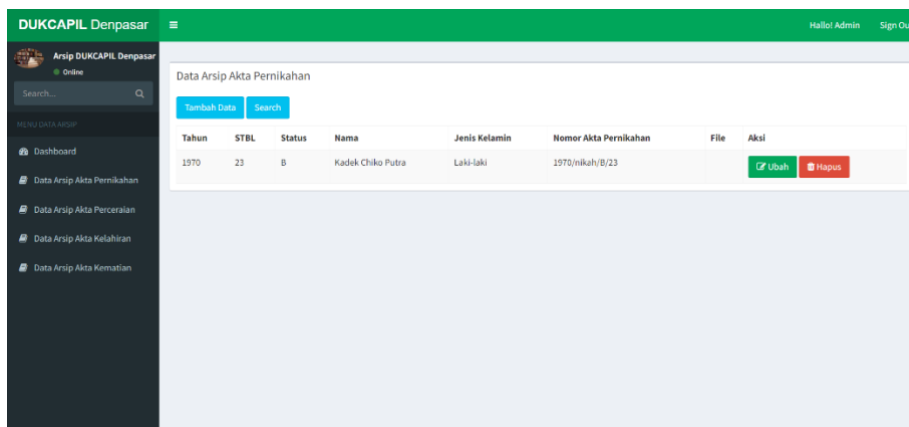 DUKCAPIL Denpasar
Hallo! Admin Sign Ou
Arsip DUKCAPIL Denpasar
Online
Search...
MENU DATA ARSIP
Dashboard
Data Arsip Akta Pernikahan
Data Arsip Akta Perceraian
Data Arsip Akta Kelahiran
Data Arsip Akta Kematian
Data Arsip Akta Pernikahan
Tambah Data Search
Tahun STBL Status Nama Jenis Kelamin Nomor Akta Pernikahan File Aksi
1970 23 B Kadek Chiko Putra Laki-laki 1970/nikah/B/23 Ubah Hapus